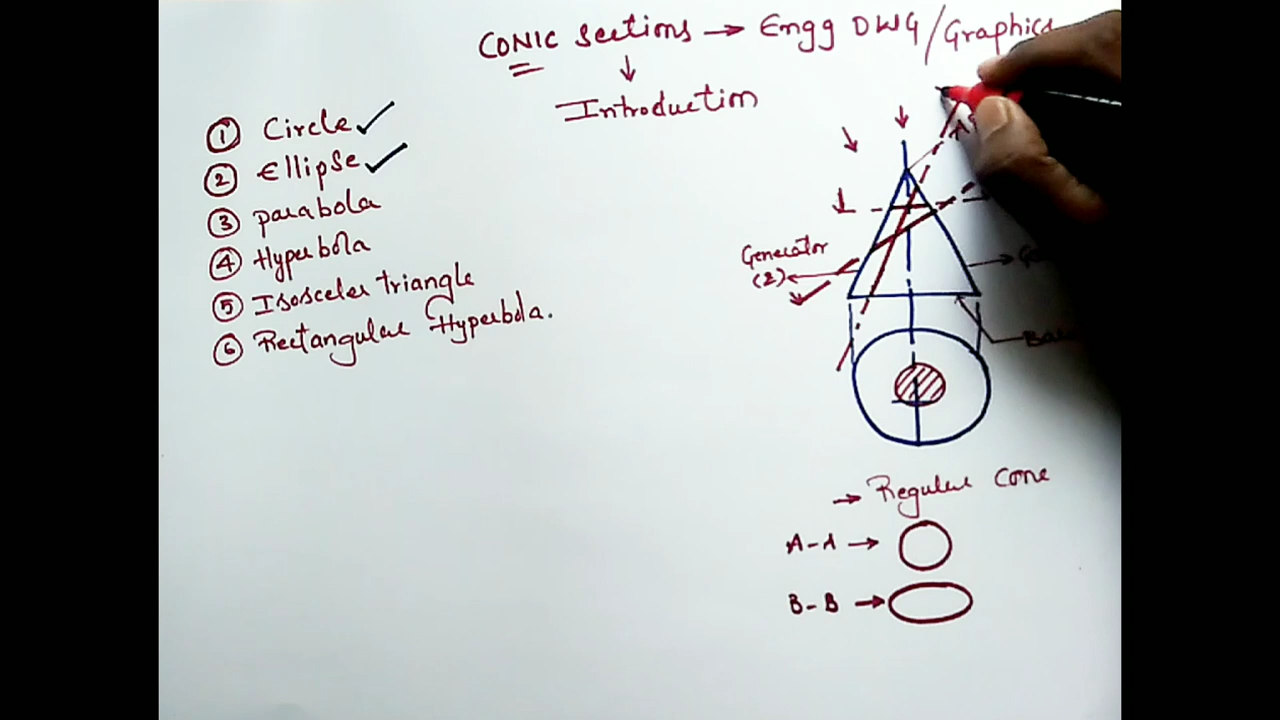 CONIC Sections → Engg DWG/Graphics
↓
Introduction
① Circle ✓
② Ellipse ✓
③ parabola
④ Hyperbola
⑤ Isosceles triangle
⑥ Rectangular Hyperbola.
Generator
(2)
→ Regular Cone
A-A →
B-B →